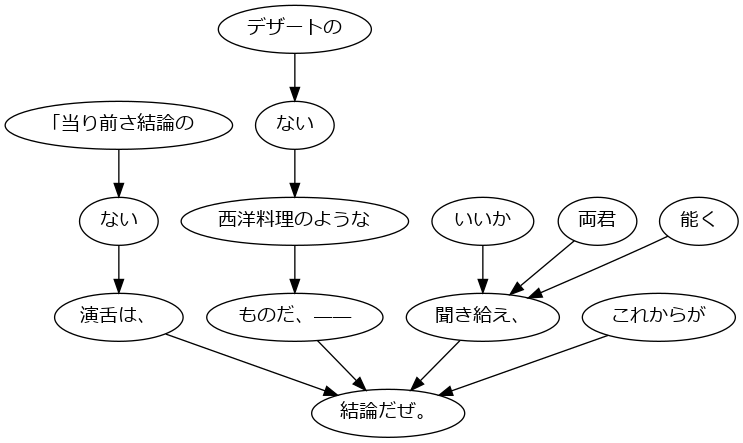 デザートの
「当り前さ結論の
ない
ない
西洋料理のような
いいか
両君
能く
演舌は、
ものだ、――
聞き給え、
これからが
結論だぜ。